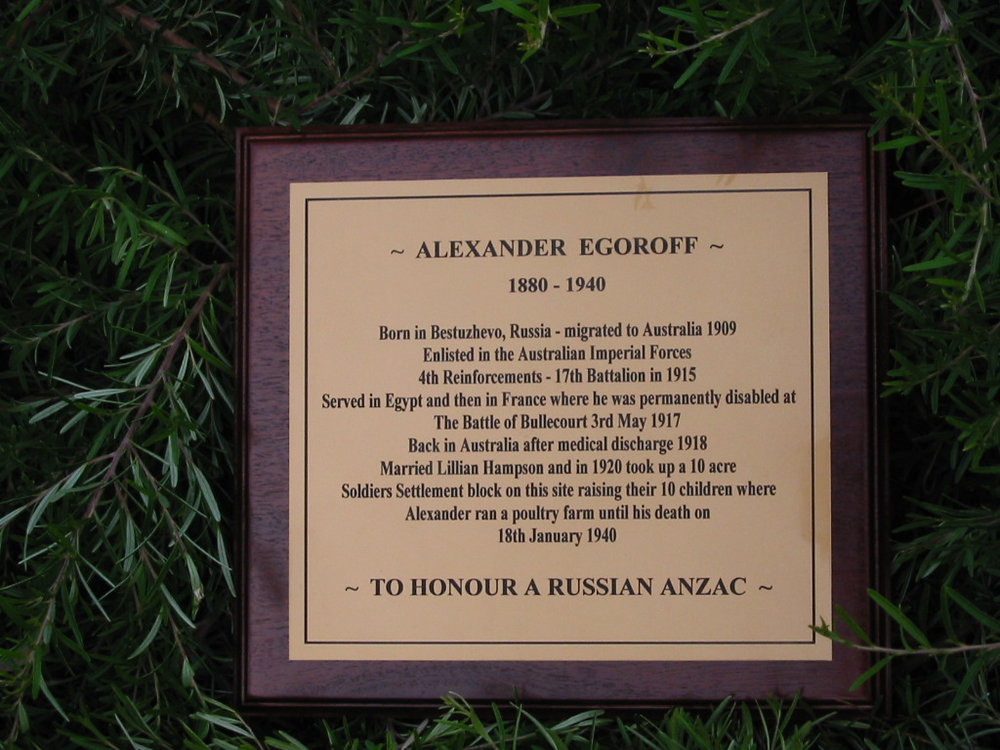 ~ ALEXANDER EGOROFF ~
1880 - 1940
Born in Bestuzhevo, Russia - migrated to Australia 1909
Enlisted in the Australian Imperial Forces
4th Reinforcements - 17th Battalion in 1915
Served in Egypt and then in France where he was permanently disabled at
The Battle of Bullecourt 3rd May 1917
Back in Australia after medical discharge 1918
Married Lillian Hampson and in 1920 took up a 10 acre
Soldiers Settlement block on this site raising their 10 children where
Alexander ran a poultry farm until his death on
18th January 1940
~ TO HONOUR A RUSSIAN ANZAC ~